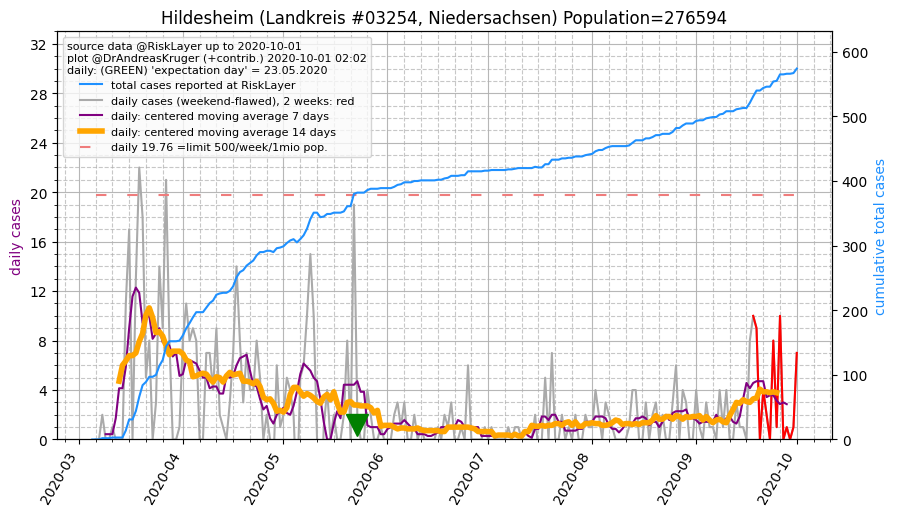 Hildesheim (Landkreis #03254, Niedersachsen) Population=276594
source data @RiskLayer up to 2020-10-01
plot @DrAndreasKruger (+contrib.) 2020-10-01 02:02
daily: (GREEN) 'expectation day' = 23.05.2020
total cases reported at RiskLayer
daily cases (weekend-flawed), 2 weeks: red
daily: centered moving average 7 days
daily: centered moving average 14 days
daily 19.76 =limit 500/week/1mio pop.
daily cases
32
28
24
20
16
12
8
4
0
600
500
400
300
200
100
0
cumulative total cases
2020-03
2020-04
2020-05
2020-06
2020-07
2020-08
2020-09
2020-10